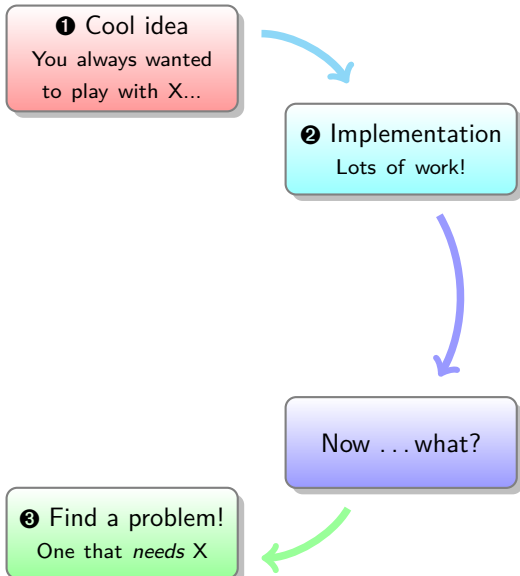 ❶ Cool idea
You always wanted
to play with X...
❷ Implementation
Lots of work!
Now ... what?
❸ Find a problem!
One that needs X